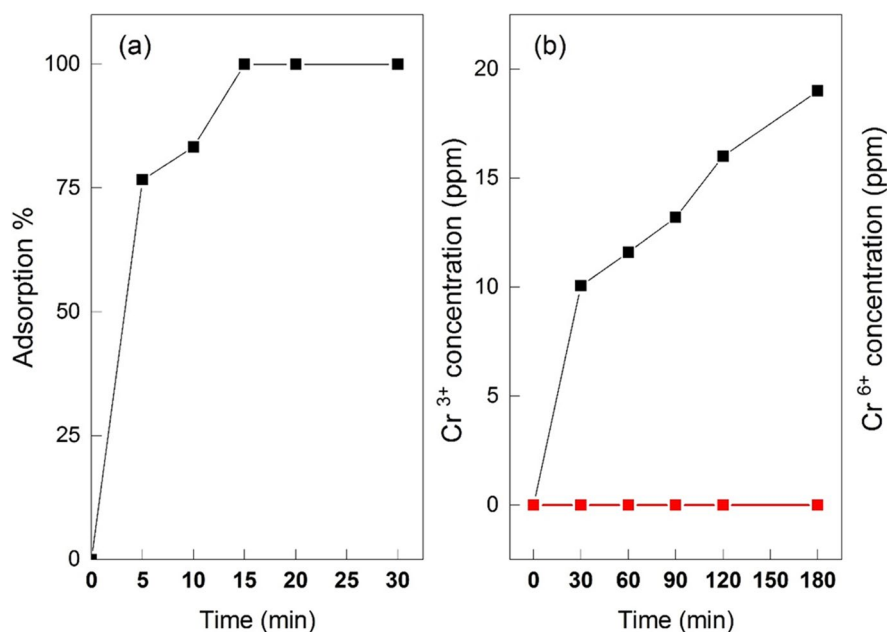 (a)
100
75
50
25
0
0 5 10 15 20 25 30
Adsorption %
Time (min)
(b)
20
15
10
5
0
0 30 60 90 120 150 180
Cr 3+ concentration (ppm)
Time (min)
Cr 6+ concentration (ppm)